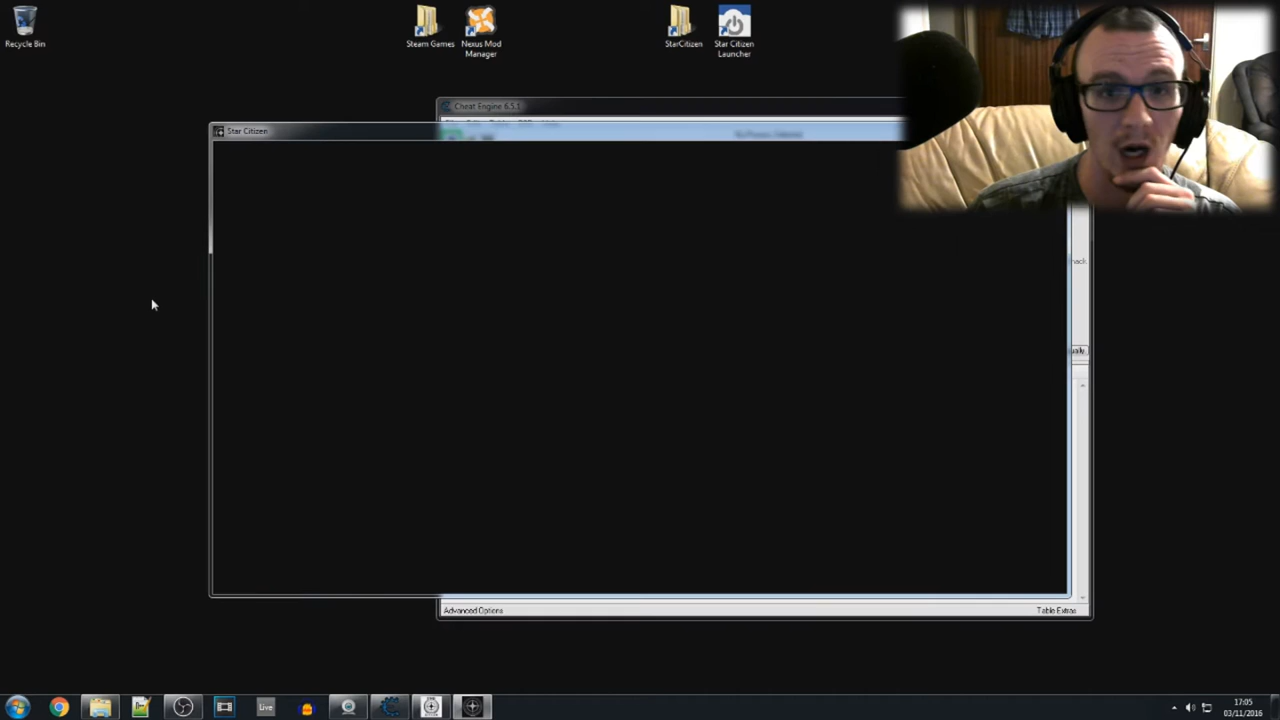 Recycle Bin
Steam Games
Nexus Mod
Manager
StarCitizen
Star Citizen
Launcher
Cheat Engine 6.5.1
Star Citizen
Advanced Options
Table Extras
Live
17:05
03/11/2016